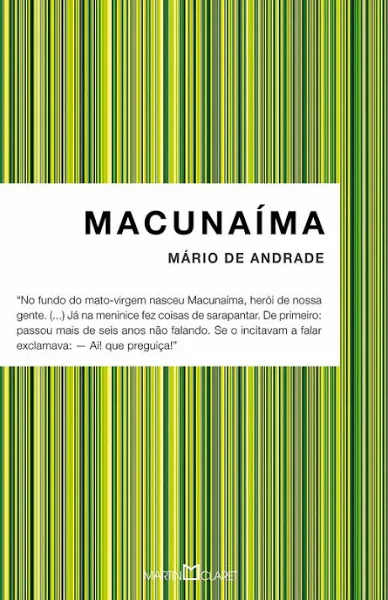 MACUNAÍMA
MÁRIO DE ANDRADE
“No fundo do mato-virgem nasceu Macunaíma, herói de nossa
gente. (...) Já na meninice fez coisas de sarapantar. De primeiro:
passou mais de seis anos não falando. Se o incitavam a falar
exclamava: — Ai! que preguiça!”
MARTIN CLARET